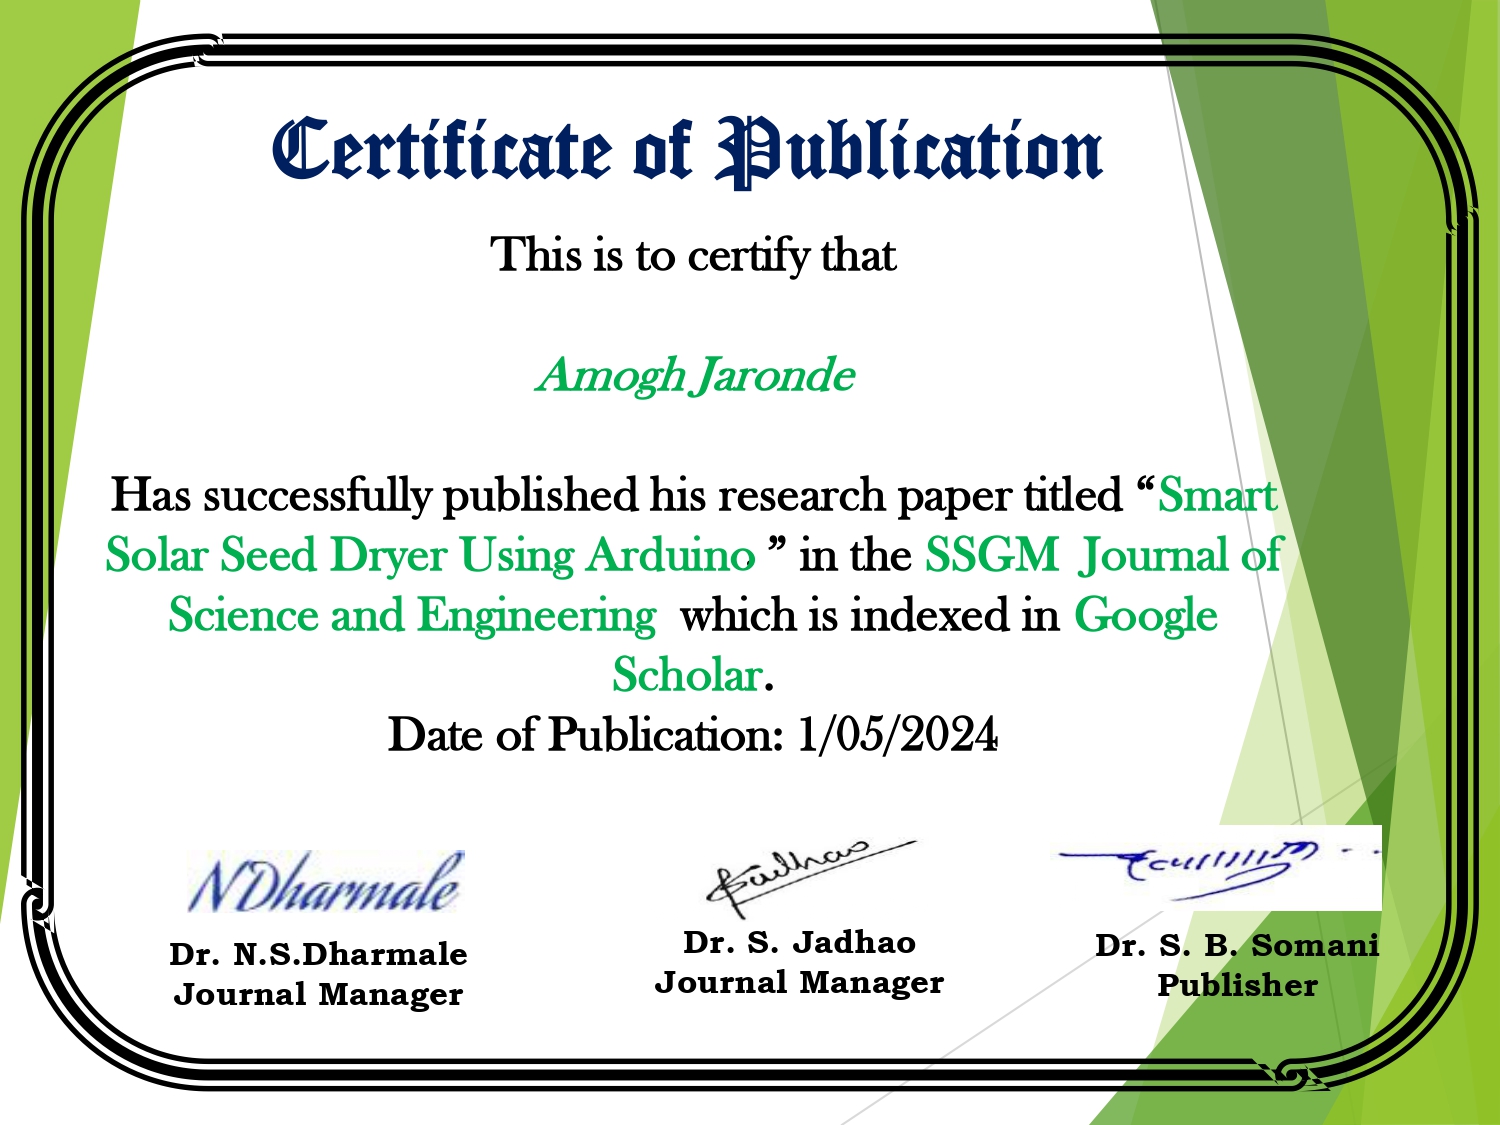 Certificate of Publication
This is to certify that
Amogh Jaronde
Has successfully published his research paper titled “Smart
Solar Seed Dryer Using Arduino ” in the SSGM Journal of
Science and Engineering which is indexed in Google
Scholar.
Date of Publication: 1/05/2024
NDharmale
Dr. N.S.Dharmale
Journal Manager
Jadhao
Dr. S. Jadhao
Journal Manager
Dr. S. B. Somani
Publisher